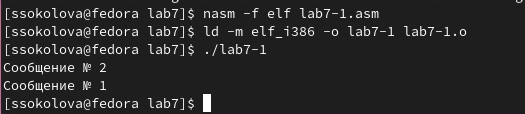 [ssokolova@fedora lab7]$ nasm -f elf lab7-1.asm
[ssokolova@fedora lab7]$ ld -m elf_i386 -o lab7-1 lab7-1.o
[ssokolova@fedora lab7]$ ./lab7-1
Сообщение № 2
Сообщение № 1
[ssokolova@fedora lab7]$